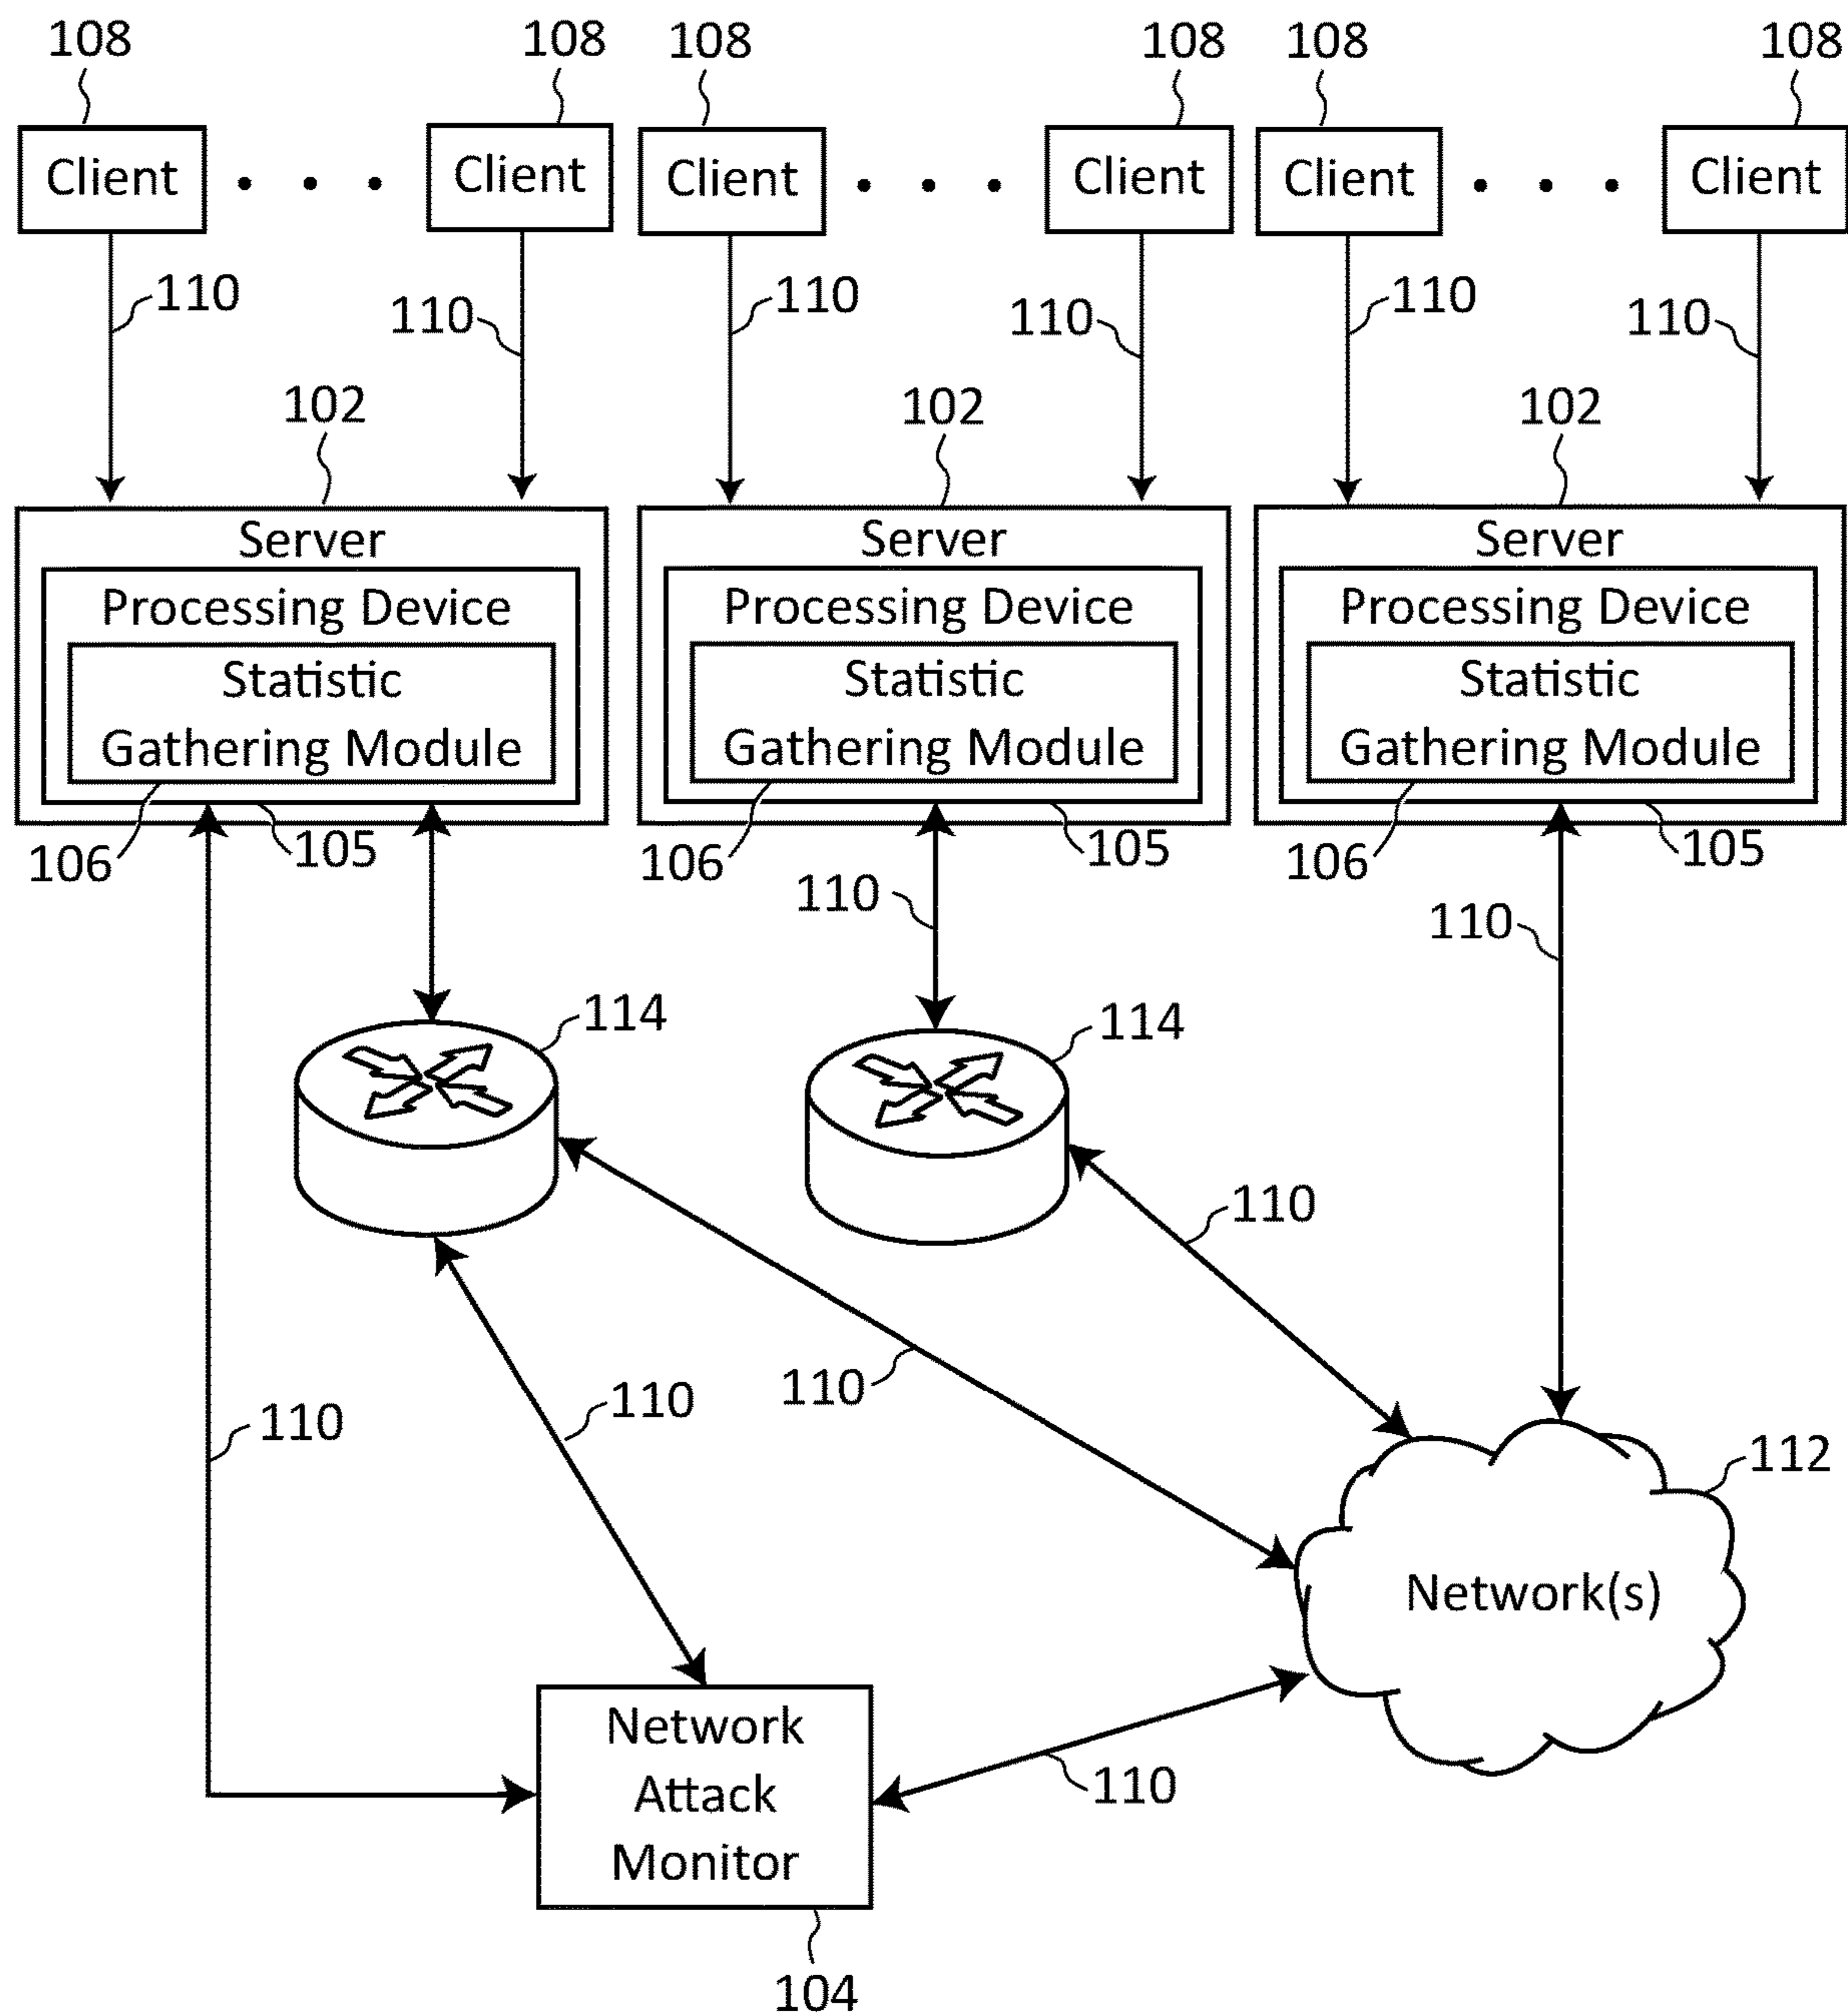 108 108 108 108 108 108
Client . . . Client Client . . . Client Client . . . Client
110 110 110 110 110 110
102 102 102
Server Server Server
Processing Device Processing Device Processing Device
Statistic Statistic Statistic
Gathering Module Gathering Module Gathering Module
106 105 106 105 106 105
110 110
114 114
110
110 110 110
112
Network(s)
Network
Attack
Monitor
110
104